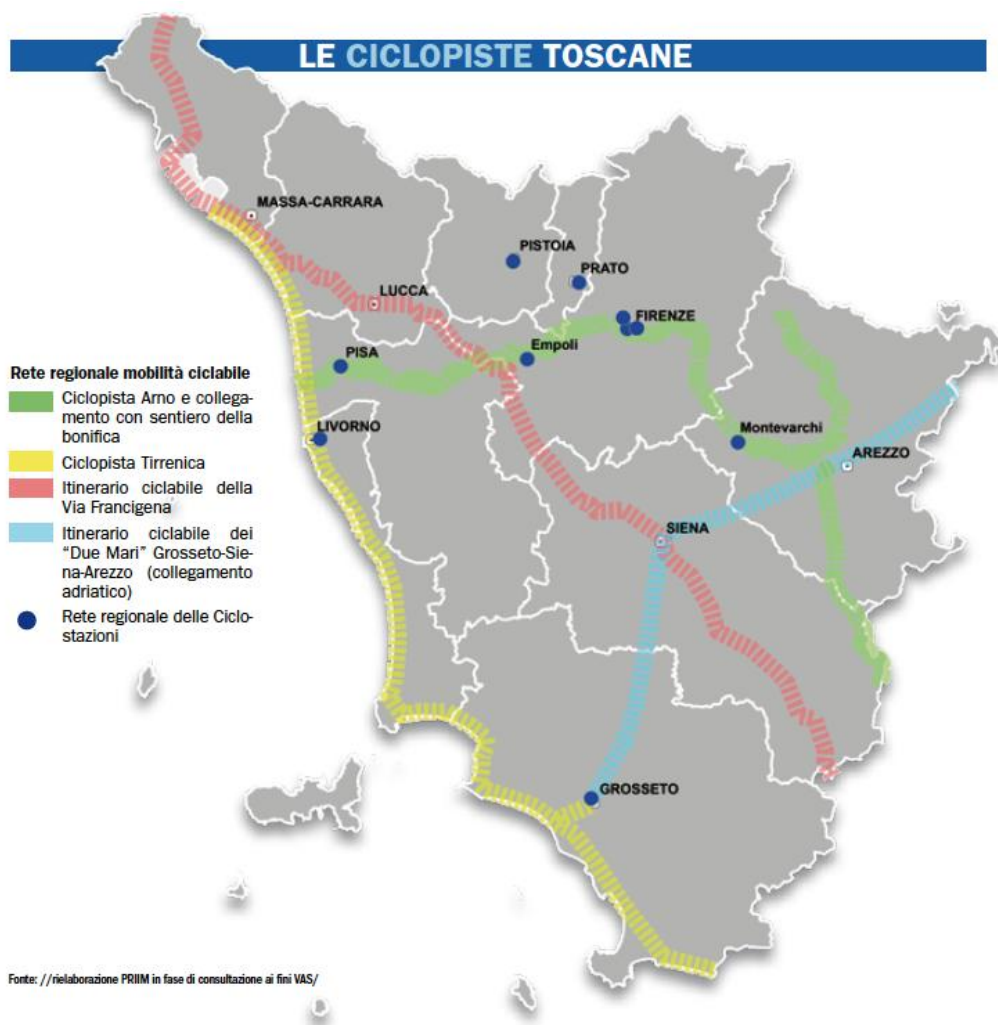 LE CICLOPISTE TOSCANE
MASSA-CARRARA
PISTOIA
PRATO
LUCCA
FIRENZE
Empoli
PISA
Rete regionale mobilità ciclabile
Ciclopista Arno e collega-
mento con sentiero della
bonifica
Ciclopista Tirrenica
Itinerario ciclabile della
Via Francigena
Itinerario ciclabile dei
“Due Mari” Grosseto-Sie-
na-Arezzo (collegamento
adriatico)
Rete regionale delle Ciclo-
stazioni
LIVORNO
Montevarchi
AREZZO
SIENA
GROSSETO
Fonte: //rielaborazione PRIIM in fase di consultazione ai fini VAS/